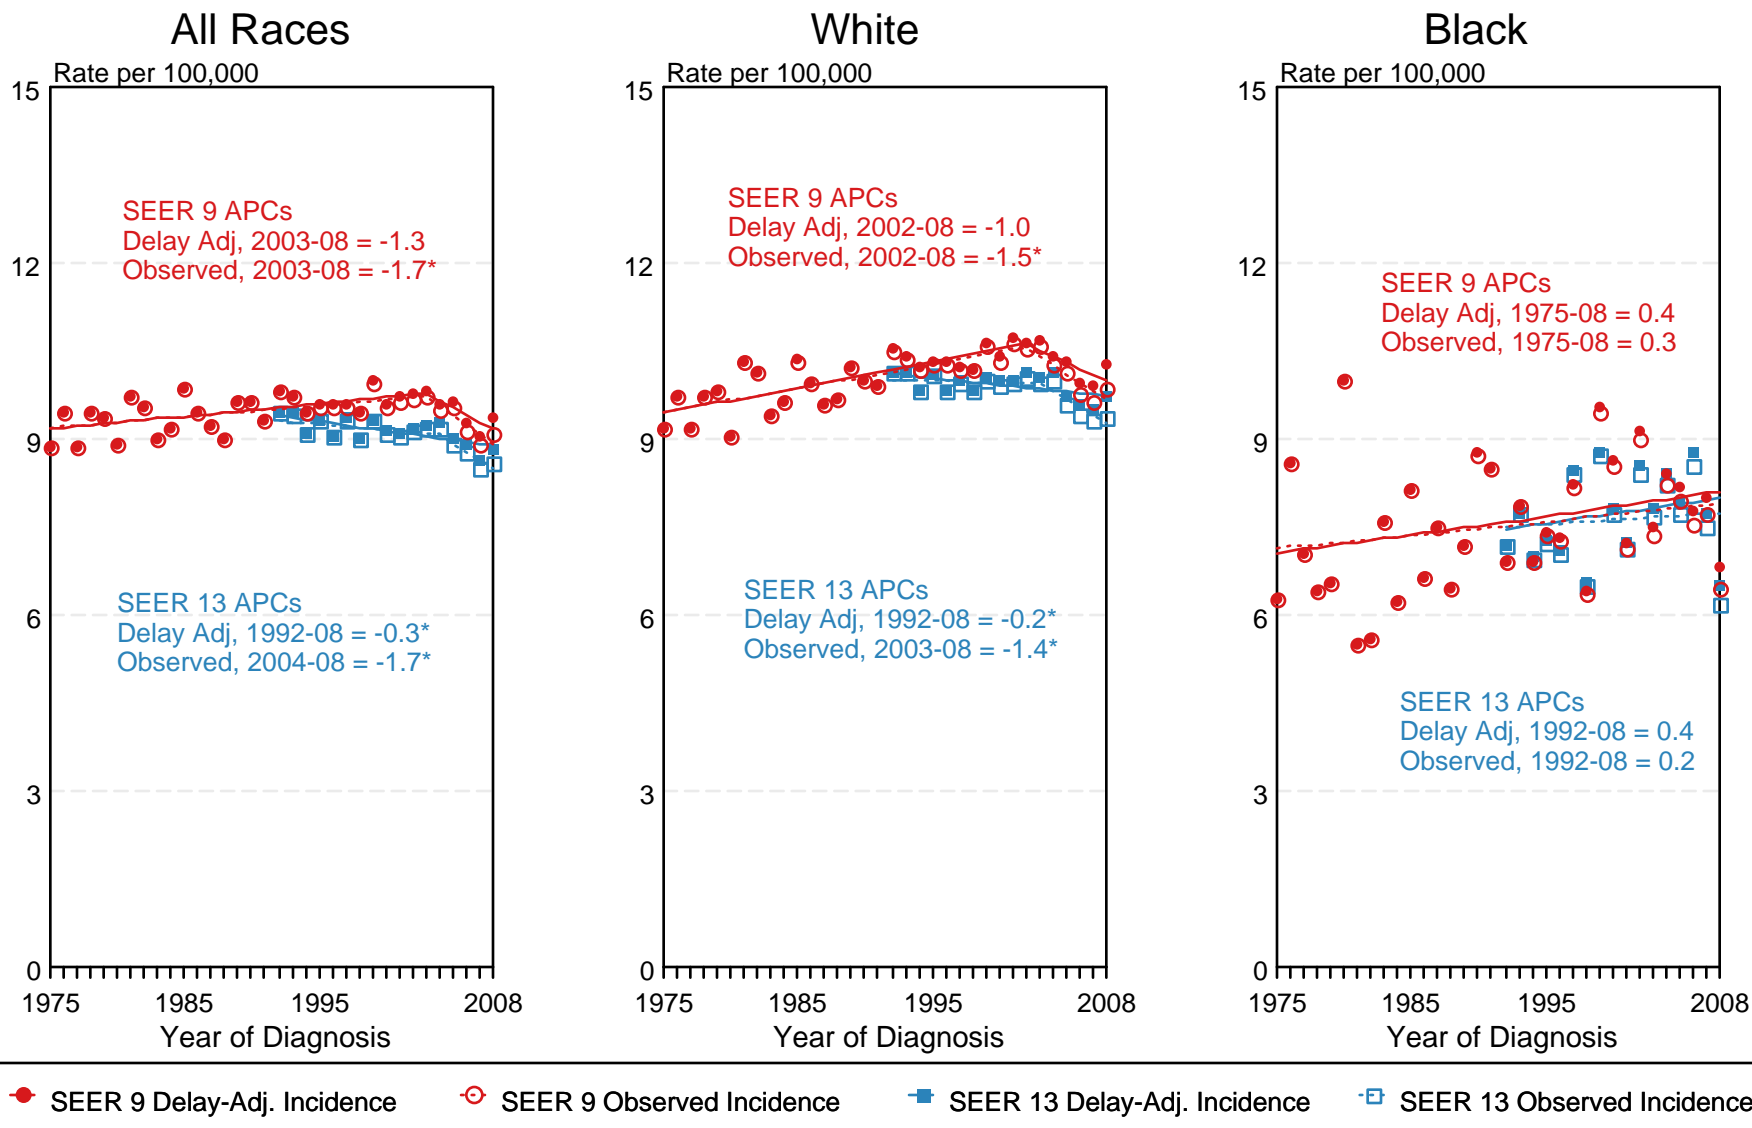 All Races
Rate per 100,000
15
12
9
6
3
0
SEER 9 APCs
Delay Adj, 2003-08 = -1.3
Observed, 2003-08 = -1.7*
SEER 13 APCs
Delay Adj, 1992-08 = -0.3*
Observed, 2004-08 = -1.7*
1975 1985 1995 2008
Year of Diagnosis
White
Rate per 100,000
15
12
9
6
3
0
SEER 9 APCs
Delay Adj, 2002-08 = -1.0
Observed, 2002-08 = -1.5*
SEER 13 APCs
Delay Adj, 1992-08 = -0.2*
Observed, 2003-08 = -1.4*
1975 1985 1995 2008
Year of Diagnosis
Black
Rate per 100,000
15
12
9
6
3
0
SEER 9 APCs
Delay Adj, 1975-08 = 0.4
Observed, 1975-08 = 0.3
SEER 13 APCs
Delay Adj, 1992-08 = 0.4
Observed, 1992-08 = 0.2
1975 1985 1995 2008
Year of Diagnosis
SEER 9 Delay-Adj. Incidence SEER 9 Observed Incidence SEER 13 Delay-Adj. Incidence SEER 13 Observed Incidence